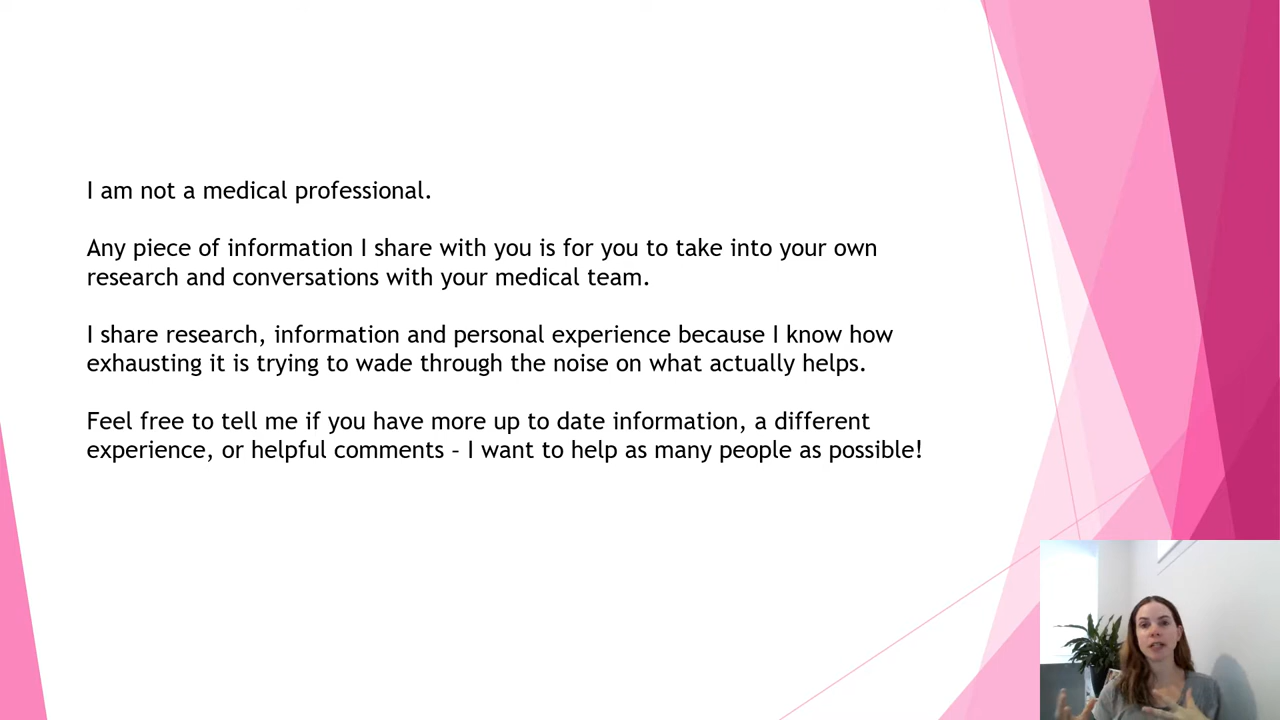 I am not a medical professional.
Any piece of information I share with you is for you to take into your own
research and conversations with your medical team.
I share research, information and personal experience because I know how
exhausting it is trying to wade through the noise on what actually helps.
Feel free to tell me if you have more up to date information, a different
experience, or helpful comments – I want to help as many people as possible!